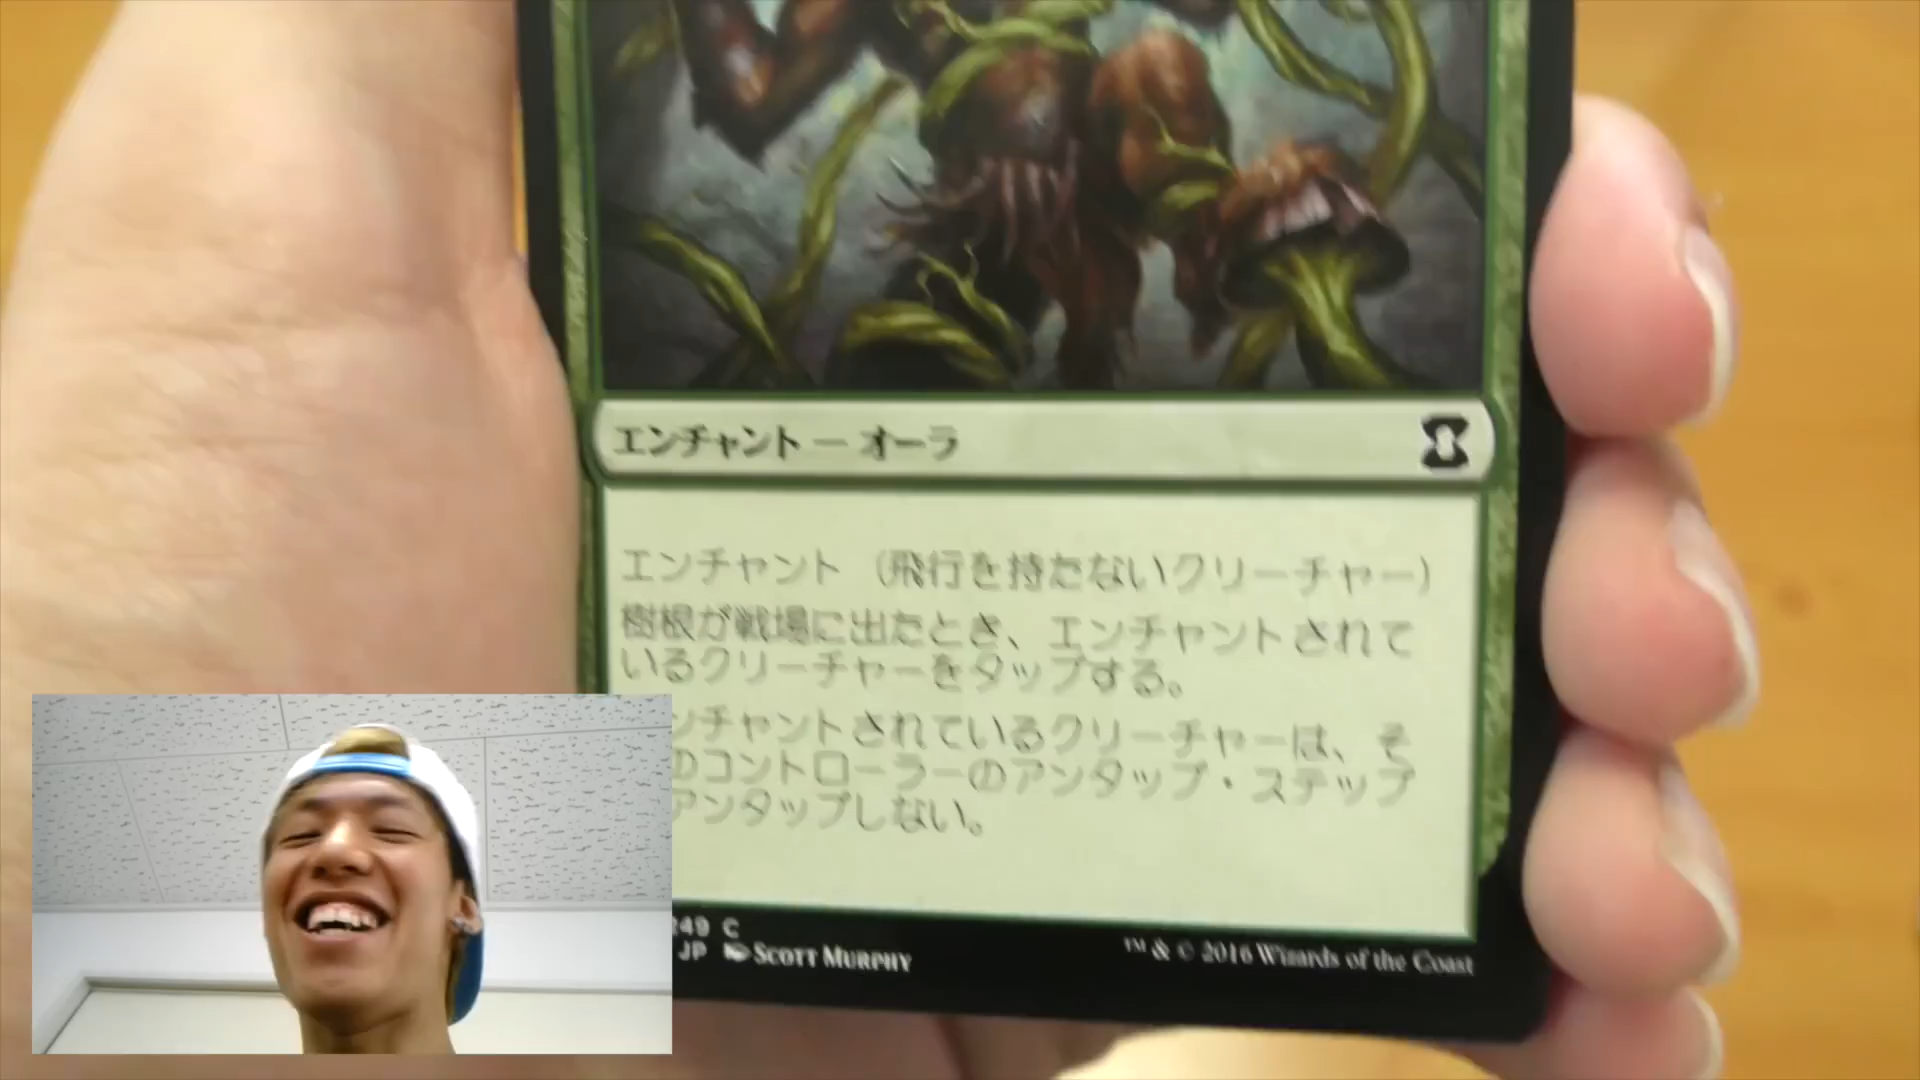 エンチャント — オーラ
エンチャント（飛行を持たないクリーチャー）
樹根が戦場に出たとき、エンチャントされて
いるクリーチャーをタップする。
ンチャントされているクリーチャーは、そ
のコントローラーのアンタップ・ステップ
アンタップしない。
249 C
JP SCOTT MURPHY
™ & © 2016 Wizards of the Coast